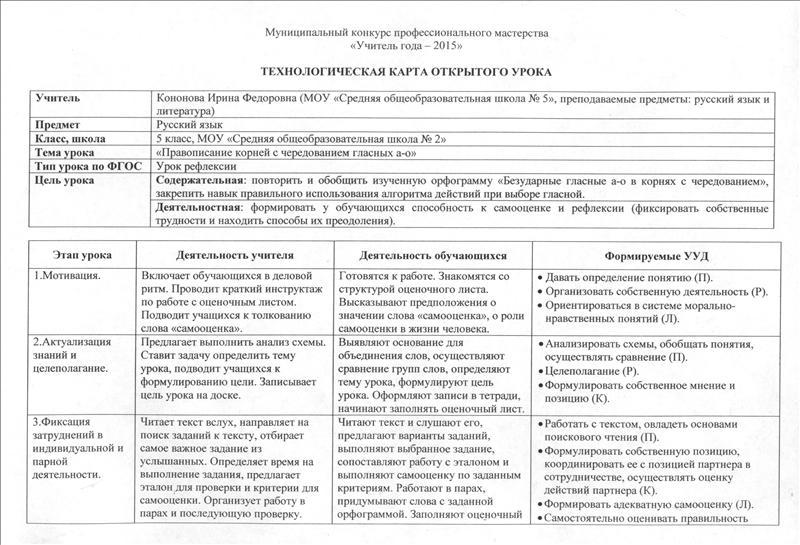 Муниципальный конкурс профессионального мастерства
«Учитель года – 2015»
ТЕХНОЛОГИЧЕСКАЯ КАРТА ОТКРЫТОГО УРОКА
Учитель
Кононова Ирина Федоровна (МОУ «Средняя общеобразовательная школа № 5», преподаваемые предметы: русский язык и
литература)
Предмет
Русский язык
Класс, школа
5 класс, МОУ «Средняя общеобразовательная школа № 2»
Тема урока
«Правописание корней с чередованием гласных а-о»
Тип урока по ФГОС
Урок рефлексии
Цель урока
Содержательная: повторить и обобщить изученную орфограмму «Безударные гласные а-о в корнях с чередованием»,
закрепить навык правильного использования алгоритма действий при выборе гласной.
Деятельностная: формировать у обучающихся способность к самооценке и рефлексии (фиксировать собственные
трудности и находить способы их преодоления).
Этап урока
Деятельность учителя
Деятельность обучающихся
Формируемые УУД
1.Мотивация.
Включает обучающихся в деловой
ритм. Проводит краткий инструктаж
по работе с оценочным листом.
Подводит учащихся к толкованию
слова «самооценка».
Готовятся к работе. Знакомятся со
структурой оценочного листа.
Высказывают предположения о
значении слова «самооценка», о роли
самооценки в жизни человека.
• Давать определение понятию (П).
• Организовать собственную деятельность (Р).
• Ориентироваться в системе морально-
нравственных понятий (Л).
2.Актуализация
знаний и
целеполагание.
Предлагает выполнить анализ схемы.
Ставит задачу определить тему
урока, подводит учащихся к
формулированию цели. Записывает
цель урока на доске.
Выявляют основание для
объединения слов, осуществляют
сравнение групп слов, определяют
тему урока, формулируют цель
урока. Оформляют записи в тетради,
начинают заполнять оценочный лист.
• Анализировать схемы, обобщать понятия,
осуществлять сравнение (П).
• Целеполагание (Р).
• Формулировать собственное мнение и
позицию (К).
3.Фиксация
затруднений в
индивидуальной и
парной
деятельности.
Читает текст вслух, направляет на
поиск заданий к тексту, отбирает
самое важное задание из
услышанных. Определяет время на
выполнение задания, предлагает
эталон для проверки и критерии для
самооценки. Организует работу в
парах и последующую проверку.
Читают текст и слушают его,
предлагают варианты заданий,
выполняют выбранное задание,
сопоставляют работу с эталоном и
выполняют самооценку по заданным
критериям. Работают в парах,
придумывают слова с заданной
орфограммой. Заполняют оценочный
• Работать с текстом, овладеть основами
поискового чтения (П).
• Формулировать собственную позицию,
координировать ее с позицией партнера в
сотрудничестве, осуществлять оценку
действий партнера (К).
• Формировать адекватную самооценку (Л).
• Самостоятельно оценивать правильность